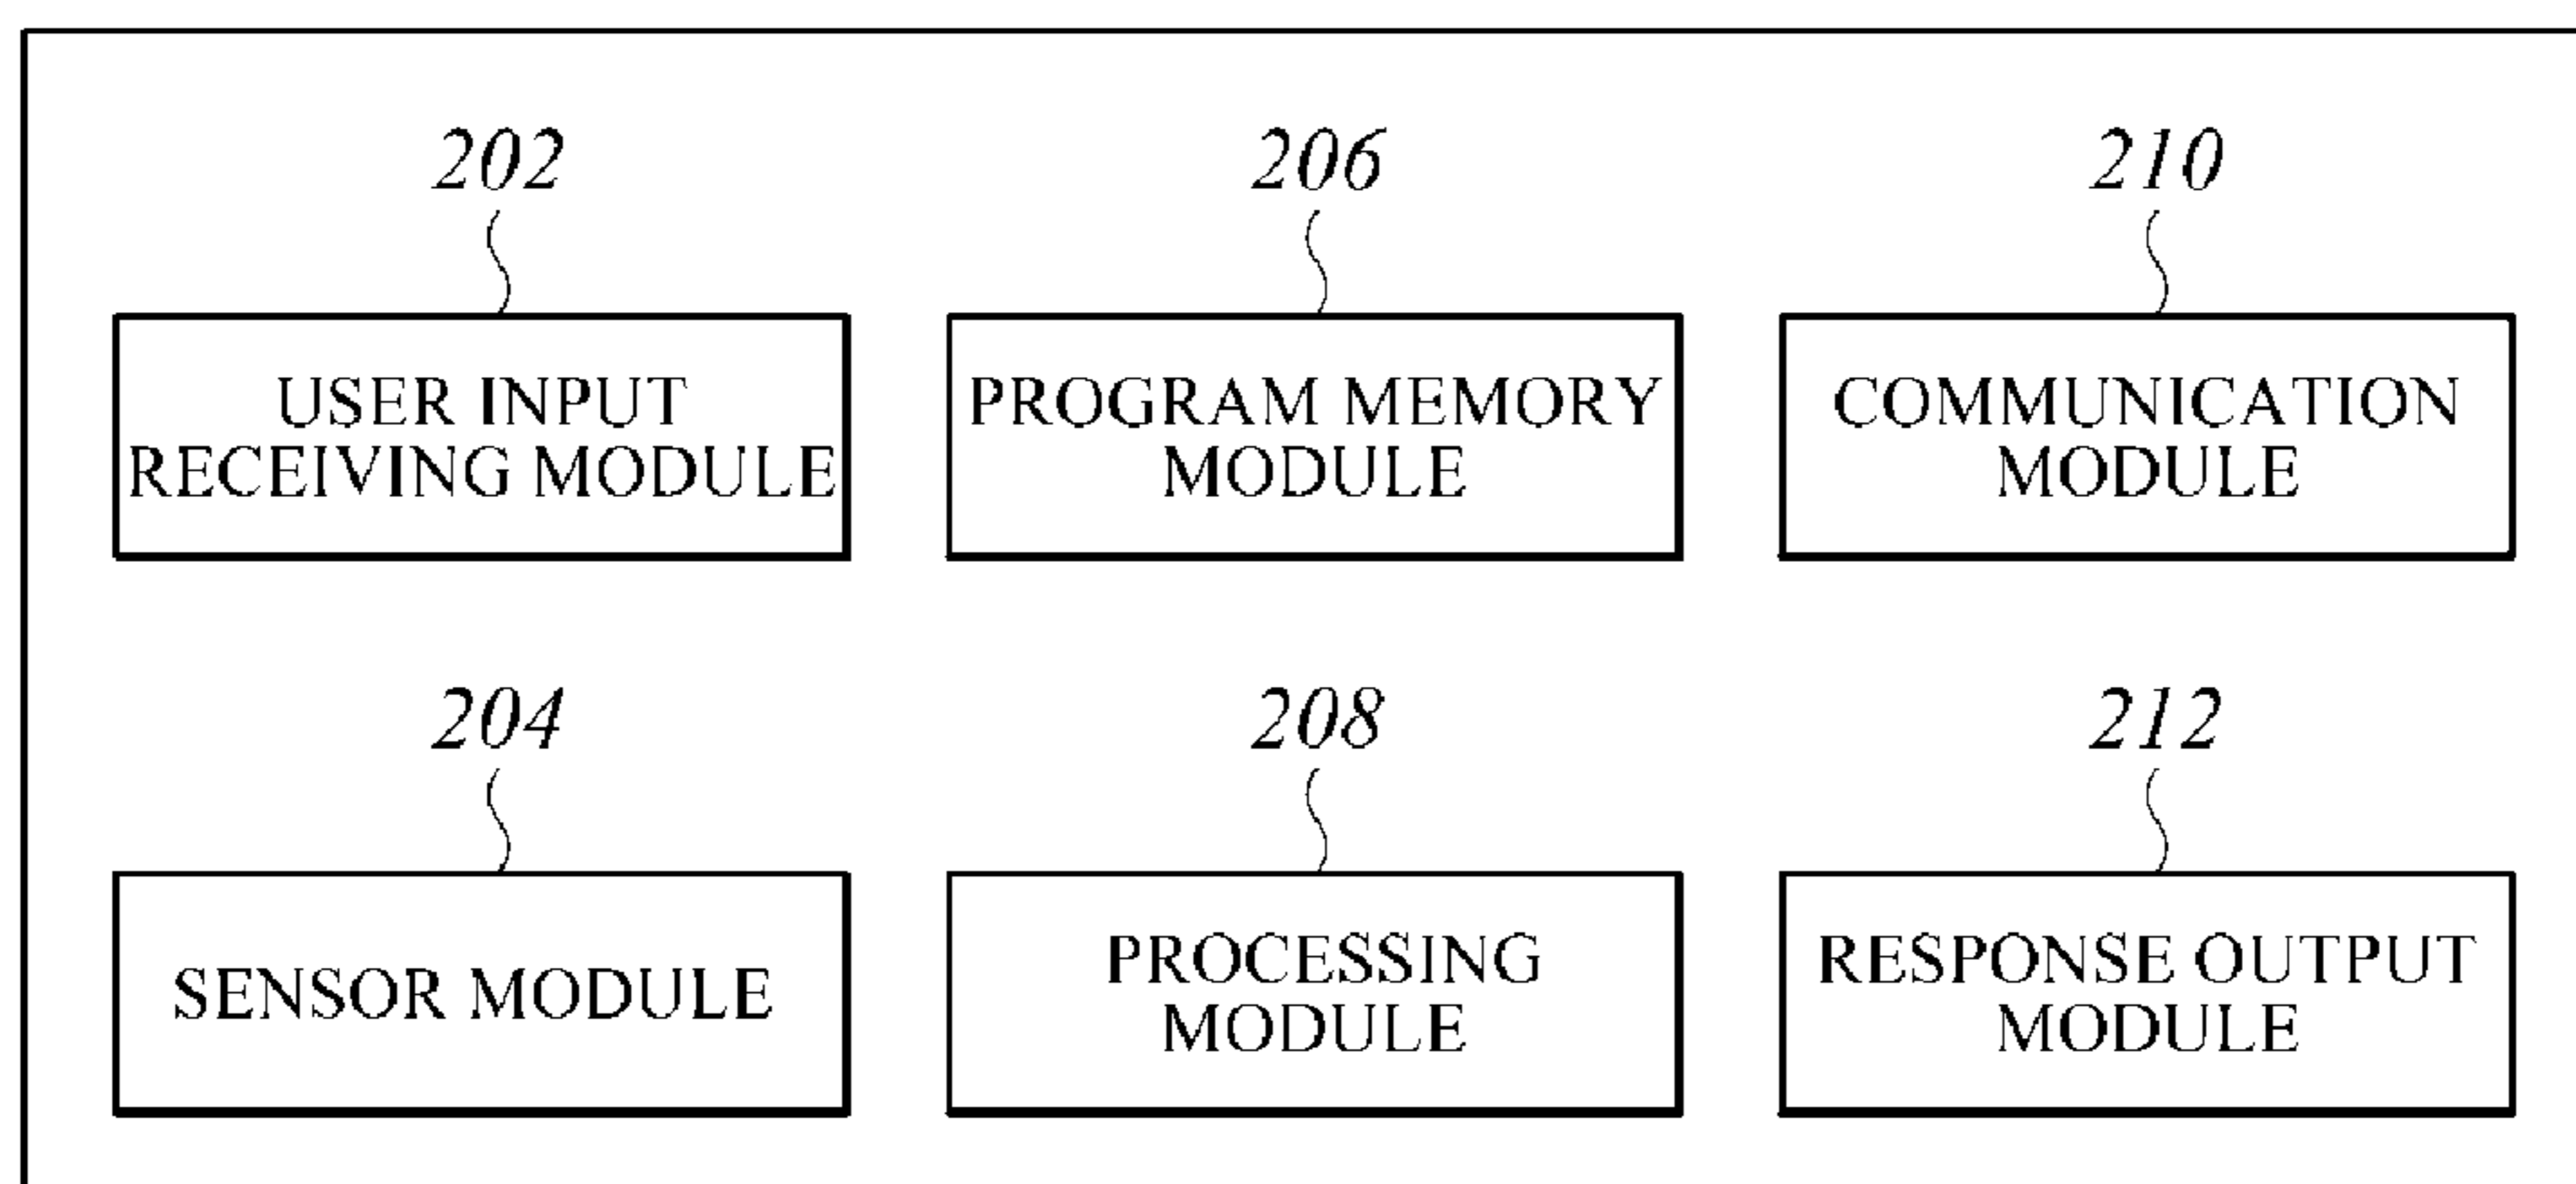 202
206
210
USER INPUT
RECEIVING MODULE
PROGRAM MEMORY
MODULE
COMMUNICATION
MODULE
204
208
212
SENSOR MODULE
PROCESSING
MODULE
RESPONSE OUTPUT
MODULE